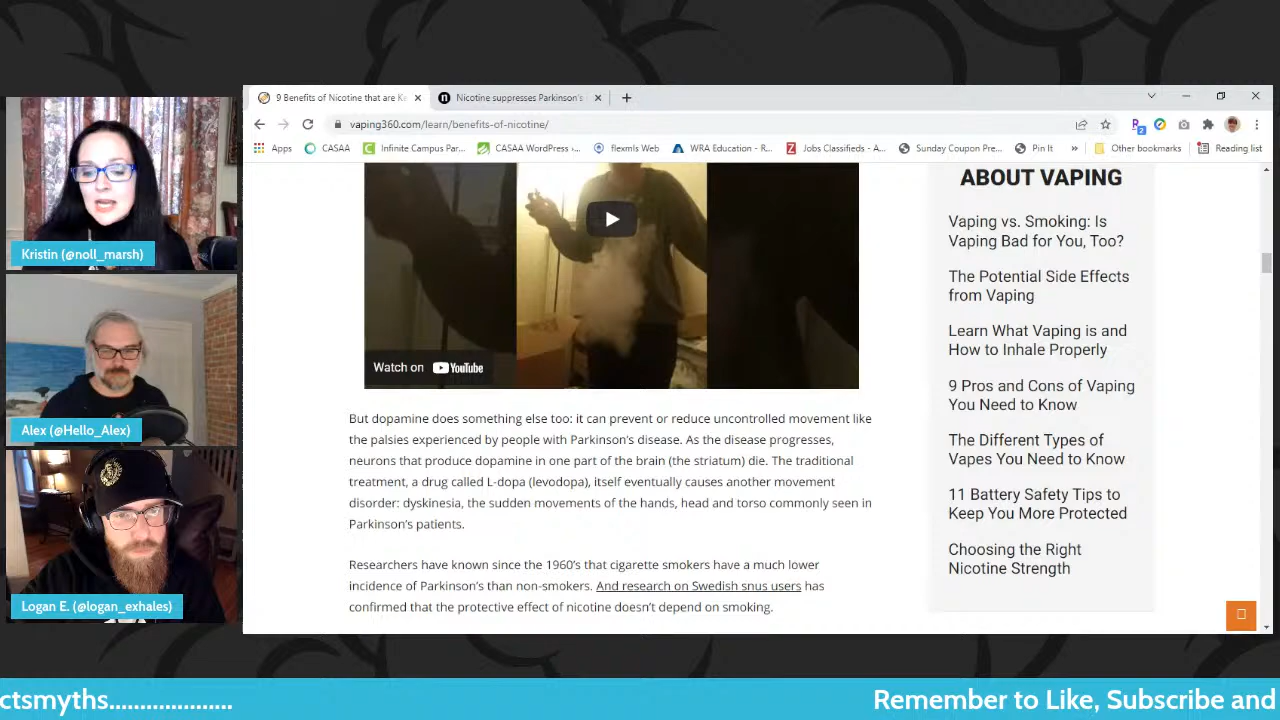 9 Benefits of Nicotine that are Ke
Nicotine suppresses Parkinson's
vaping360.com/learn/benefits-of-nicotine/
Apps
CASAA
Infinite Campus Par...
CASAA WordPress ›...
flexmls Web
WRA Education - R...
Jobs Classifieds - A...
Sunday Coupon Pre...
Pin It
»
Other bookmarks
Reading list
Kristin (@noll_marsh)
Alex (@Hello_Alex)
Logan E. (@logan_exhales)
Watch on YouTube
But dopamine does something else too: it can prevent or reduce uncontrolled movement like
the palsies experienced by people with Parkinson's disease. As the disease progresses,
neurons that produce dopamine in one part of the brain (the striatum) die. The traditional
treatment, a drug called L-dopa (levodopa), itself eventually causes another movement
disorder: dyskinesia, the sudden movements of the hands, head and torso commonly seen in
Parkinson's patients.
Researchers have known since the 1960's that cigarette smokers have a much lower
incidence of Parkinson's than non-smokers. And research on Swedish snus users has
confirmed that the protective effect of nicotine doesn't depend on smoking.
ABOUT VAPING
Vaping vs. Smoking: Is
Vaping Bad for You, Too?
The Potential Side Effects
from Vaping
Learn What Vaping is and
How to Inhale Properly
9 Pros and Cons of Vaping
You Need to Know
The Different Types of
Vapes You Need to Know
11 Battery Safety Tips to
Keep You More Protected
Choosing the Right
Nicotine Strength
ctsmyths...................
Remember to Like, Subscribe and